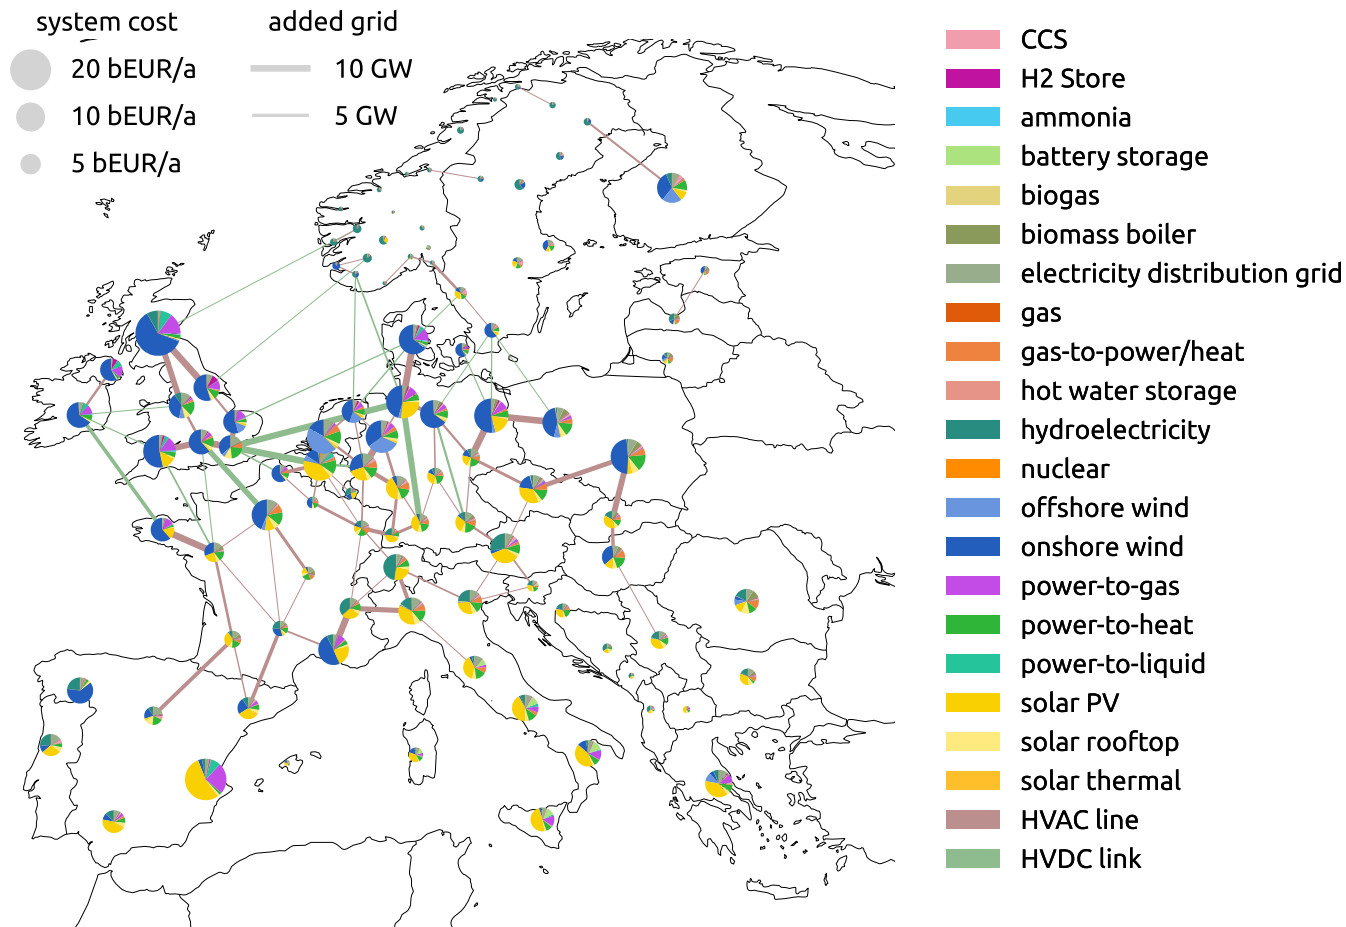 system cost
added grid
20 bEUR/a
10 GW
10 bEUR/a
5 GW
5 bEUR/a
CCS
H2 Store
ammonia
battery storage
biogas
biomass boiler
electricity distribution grid
gas
gas-to-power/heat
hot water storage
hydroelectricity
nuclear
offshore wind
onshore wind
power-to-gas
power-to-heat
power-to-liquid
solar PV
solar rooftop
solar thermal
HVAC line
HVDC link